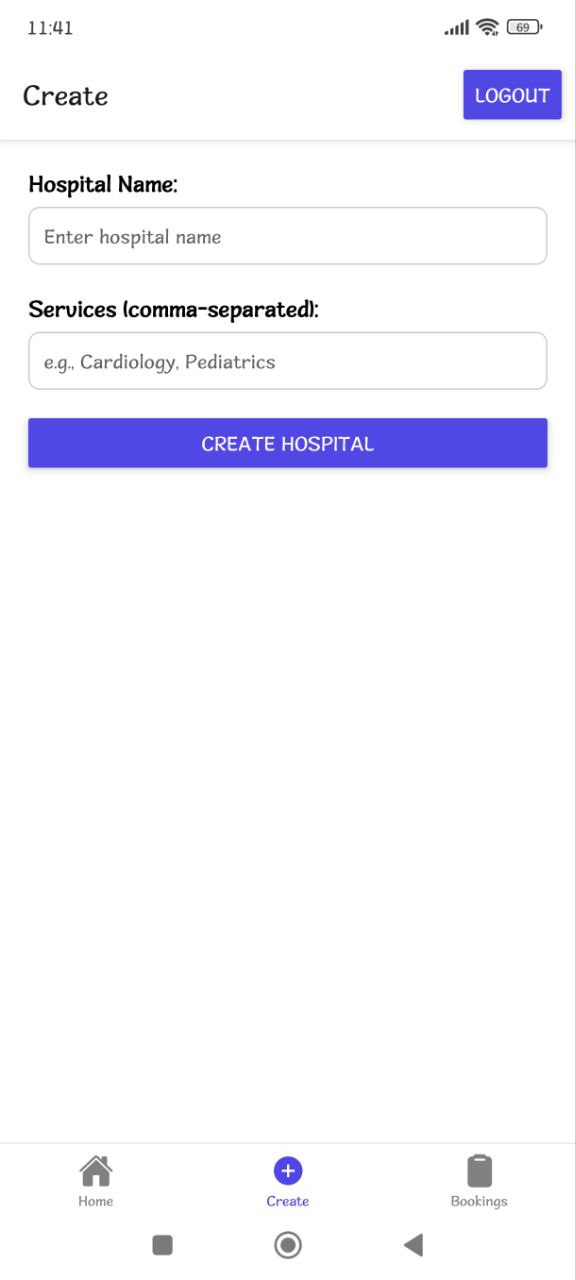 11:41
69
Create
LOGOUT
Hospital Name:
Enter hospital name
Services (comma-separated):
e.g., Cardiology, Pediatrics
CREATE HOSPITAL
Home
Create
Bookings